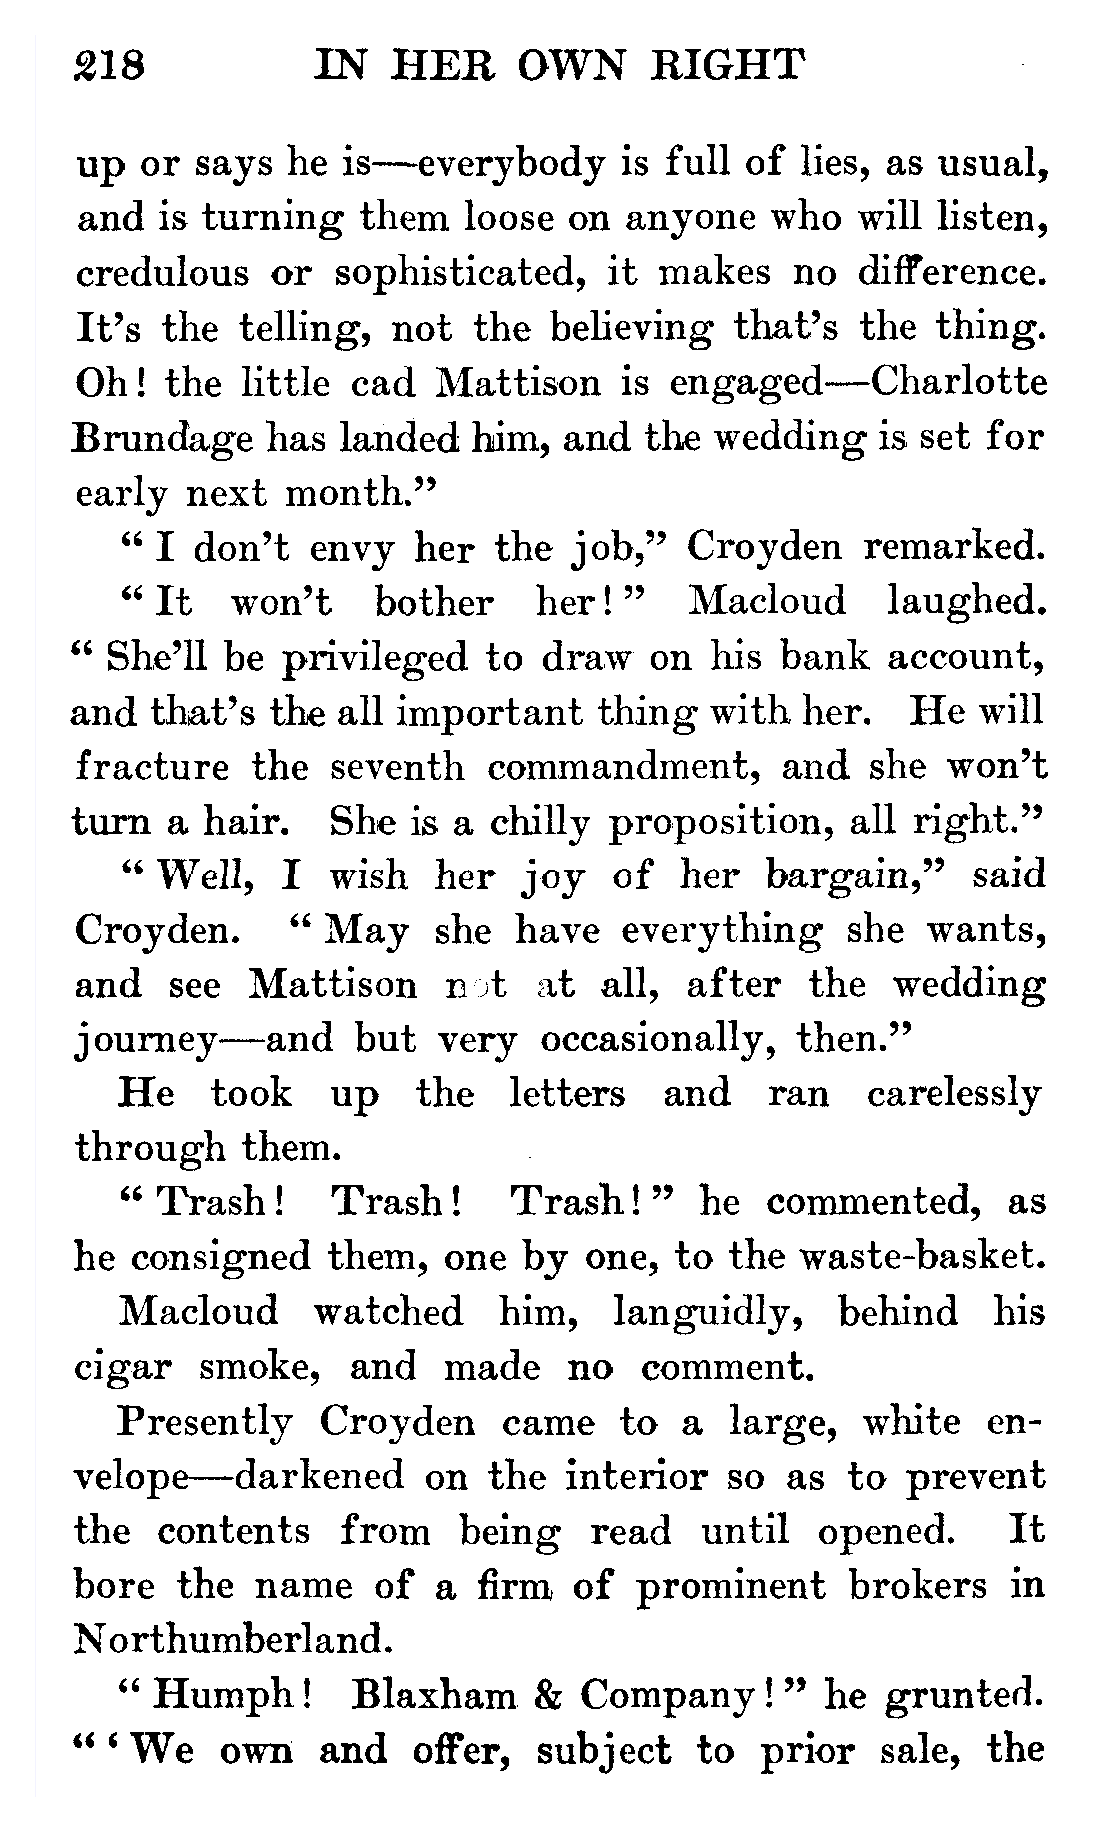 218 IN HER OWN RIGHT
up or says he is—everybody is full of lies, as usual,
and is turning them loose on anyone who will listen,
credulous or sophisticated, it makes no difference.
It's the telling, not the believing that's the thing.
Oh! the little cad Mattison is engaged—Charlotte
Brundage has landed him, and the wedding is set for
early next month."
"I don't envy her the job," Croyden remarked.
"It won't bother her!" Macloud laughed.
"She'll be privileged to draw on his bank account,
and that's the all important thing with her. He will
fracture the seventh commandment, and she won't
turn a hair. She is a chilly proposition, all right."
"Well, I wish her joy of her bargain," said
Croyden. "May she have everything she wants,
and see Mattison not at all, after the wedding
journey—and but very occasionally, then."
He took up the letters and ran carelessly
through them.
"Trash! Trash! Trash!" he commented, as
he consigned them, one by one, to the waste-basket.
Macloud watched him, languidly, behind his
cigar smoke, and made no comment.
Presently Croyden came to a large, white en-
velope—darkened on the interior so as to prevent
the contents from being read until opened. It
bore the name of a firm of prominent brokers in
Northumberland.
"Humph! Blaxham & Company!" he grunted.
"'We own and offer, subject to prior sale, the